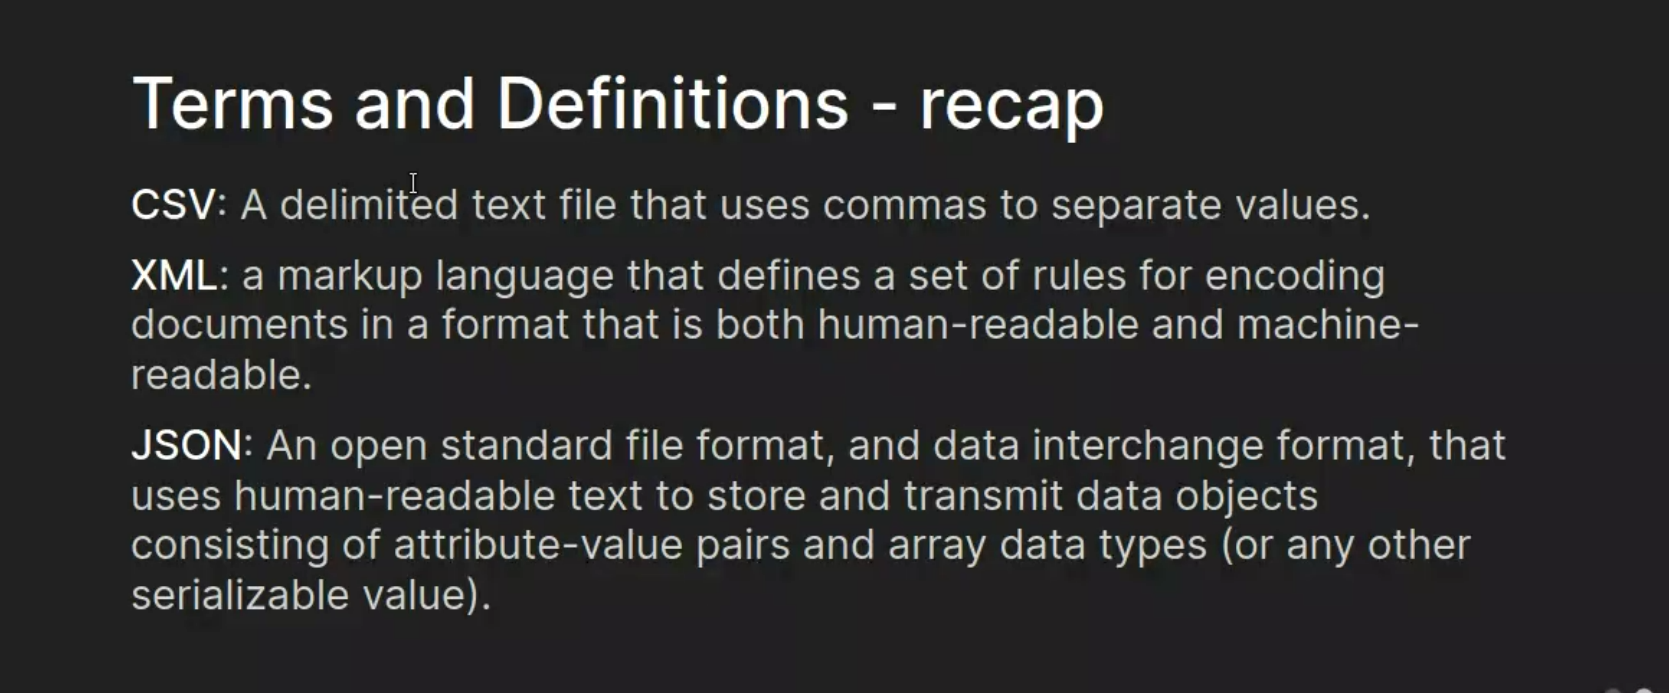 Terms and Definitions - recap
CSV: A delimited text file that uses commas to separate values.
XML: a markup language that defines a set of rules for encoding
documents in a format that is both human-readable and machine-
readable.
JSON: An open standard file format, and data interchange format, that
uses human-readable text to store and transmit data objects
consisting of attribute-value pairs and array data types (or any other
serializable value).